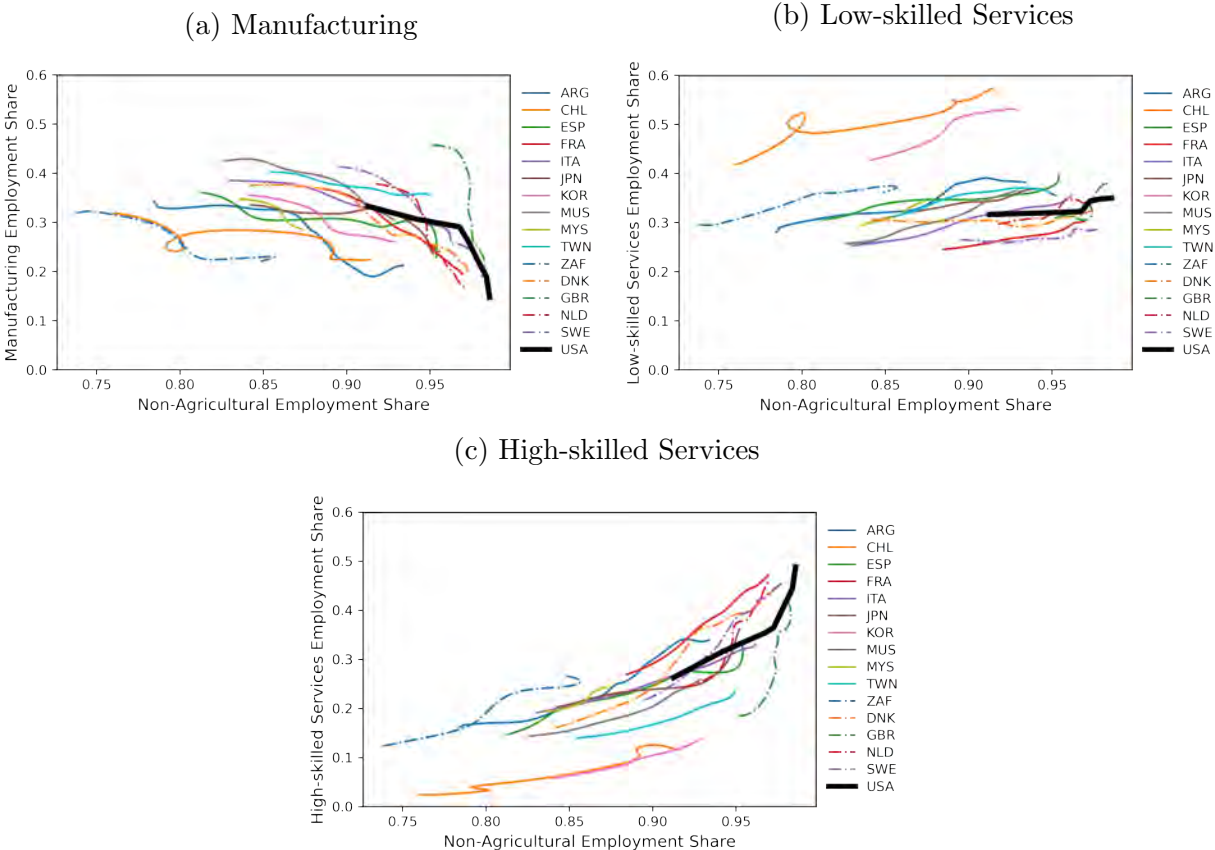 (a) Manufacturing
0.6
0.5
0.4
0.3
0.2
0.1
0.0
Manufacturing Employment Share
0.75 0.80 0.85 0.90 0.95
Non-Agricultural Employment Share
ARG
CHL
ESP
FRA
ITA
JPN
KOR
MUS
MYS
TWN
ZAF
DNK
GBR
NLD
SWE
USA
(b) Low-skilled Services
0.6
0.5
0.4
0.3
0.2
0.1
0.0
Low-skilled Services Employment Share
0.75 0.80 0.85 0.90 0.95
Non-Agricultural Employment Share
ARG
CHL
ESP
FRA
ITA
JPN
KOR
MUS
MYS
TWN
ZAF
DNK
GBR
NLD
SWE
USA
(c) High-skilled Services
0.6
0.5
0.4
0.3
0.2
0.1
0.0
High-skilled Services Employment Share
0.75 0.80 0.85 0.90 0.95
Non-Agricultural Employment Share
ARG
CHL
ESP
FRA
ITA
JPN
KOR
MUS
MYS
TWN
ZAF
DNK
GBR
NLD
SWE
USA